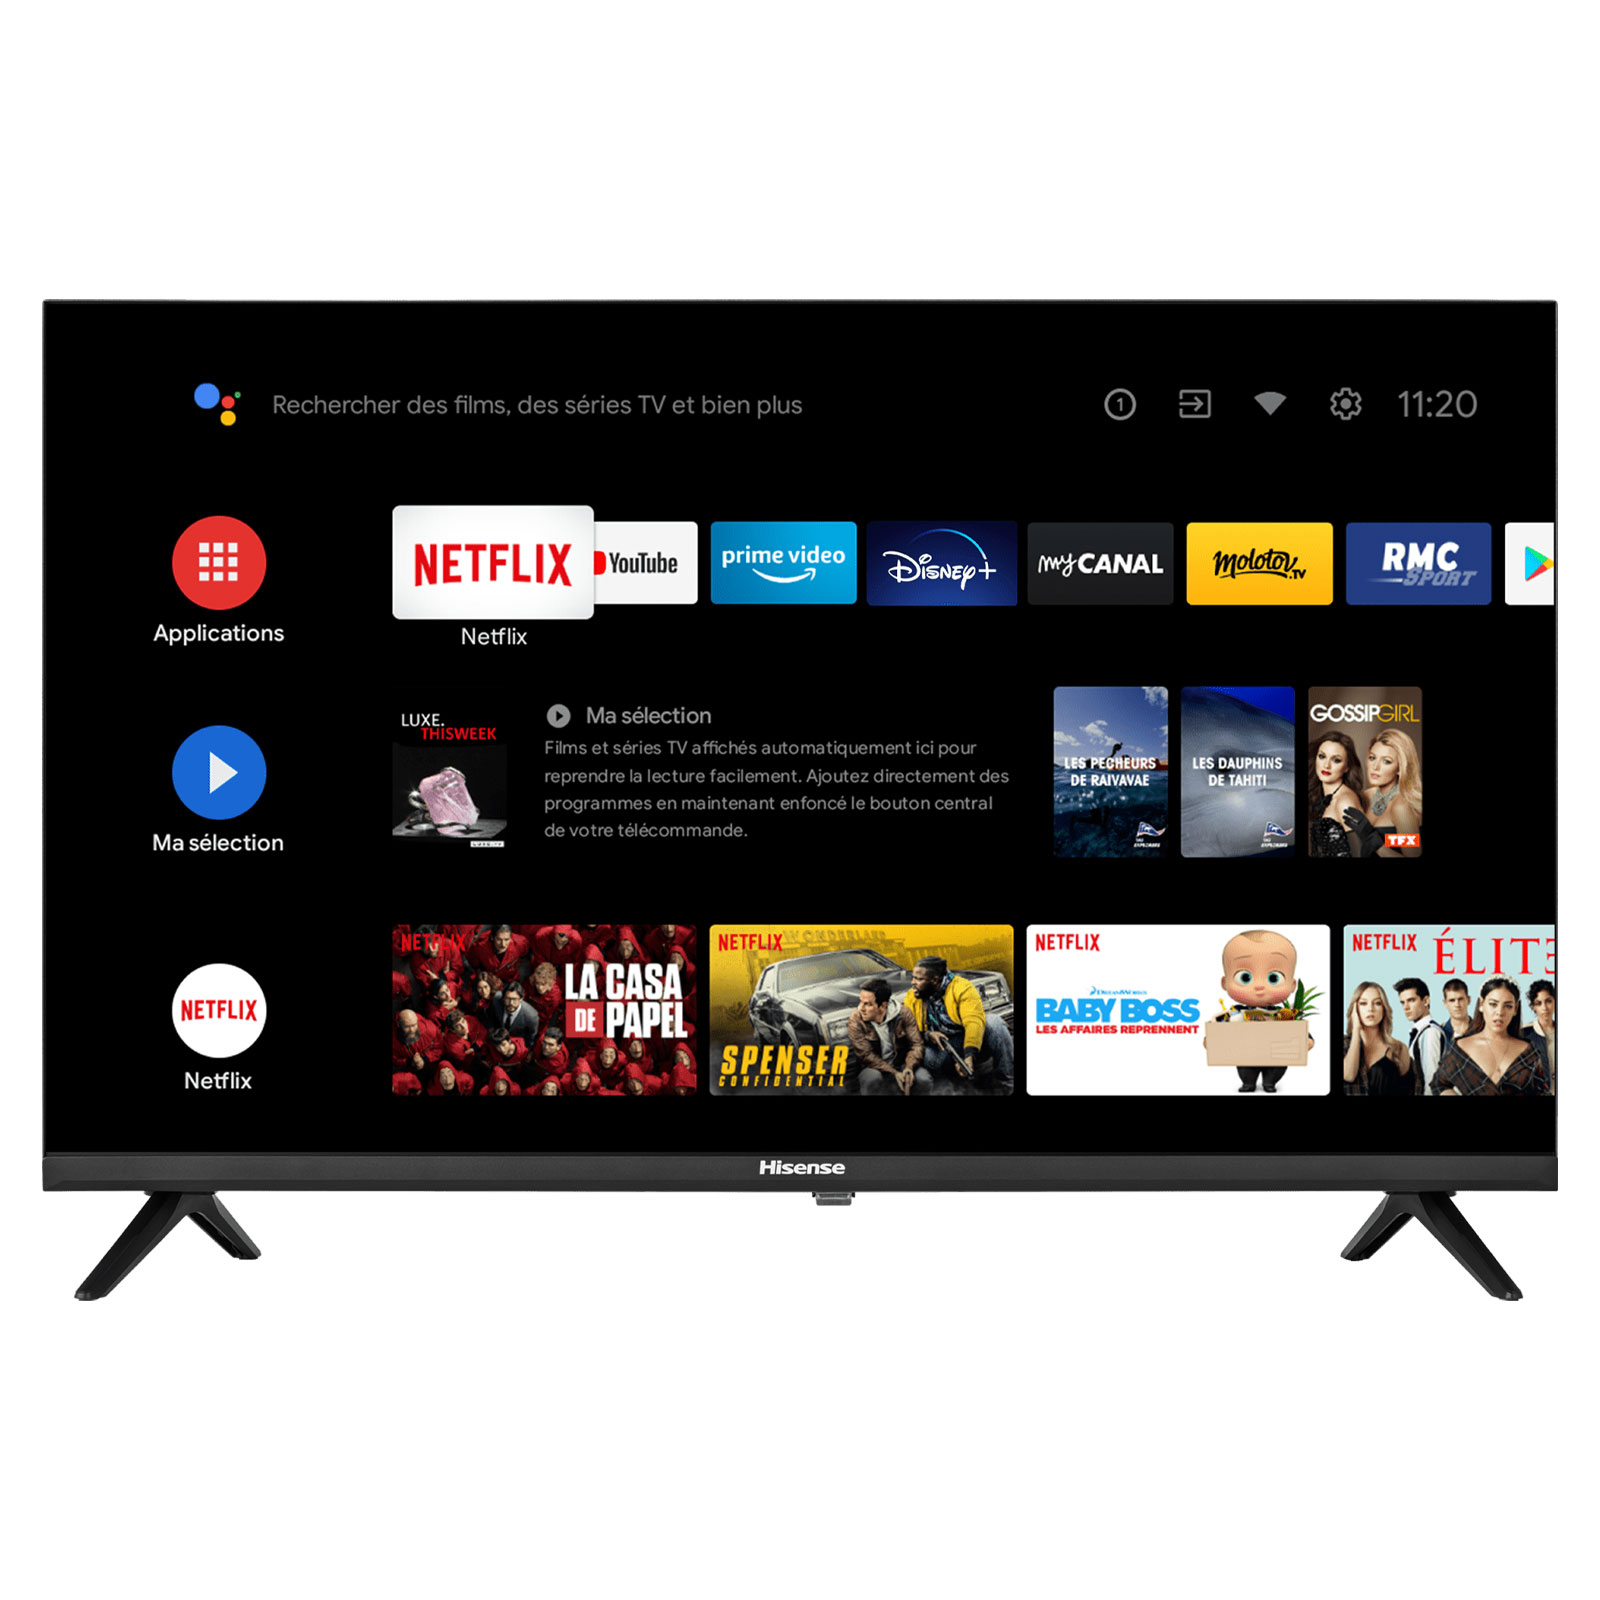 Rechercher des films, des séries TV et bien plus
1
11:20
NETFLIX
YouTube
prime video
Disney+
myCANAL
molotov.tv
RMC
SPORT
Applications
Netflix
LUXE.
THISWEEK
Ma sélection
Films et séries TV affichés automatiquement ici pour
reprendre la lecture facilement. Ajoutez directement des
programmes en maintenant enfoncé le bouton central
de votre télécommande.
LES PECHEURS
DE RAIVAVAE
LES DAUPHINS
DE TAHITI
GOSSIPGIRL
TFX
Ma sélection
NETFLIX
LA CASA
DE PAPEL
NETFLIX
SPENSER
CONFIDENTIAL
NETFLIX
DREAMWORKS
BABY BOSS
LES AFFAIRES REPRENNENT
NETFLIX
ÉLITE
NETFLIX
Netflix
Hisense